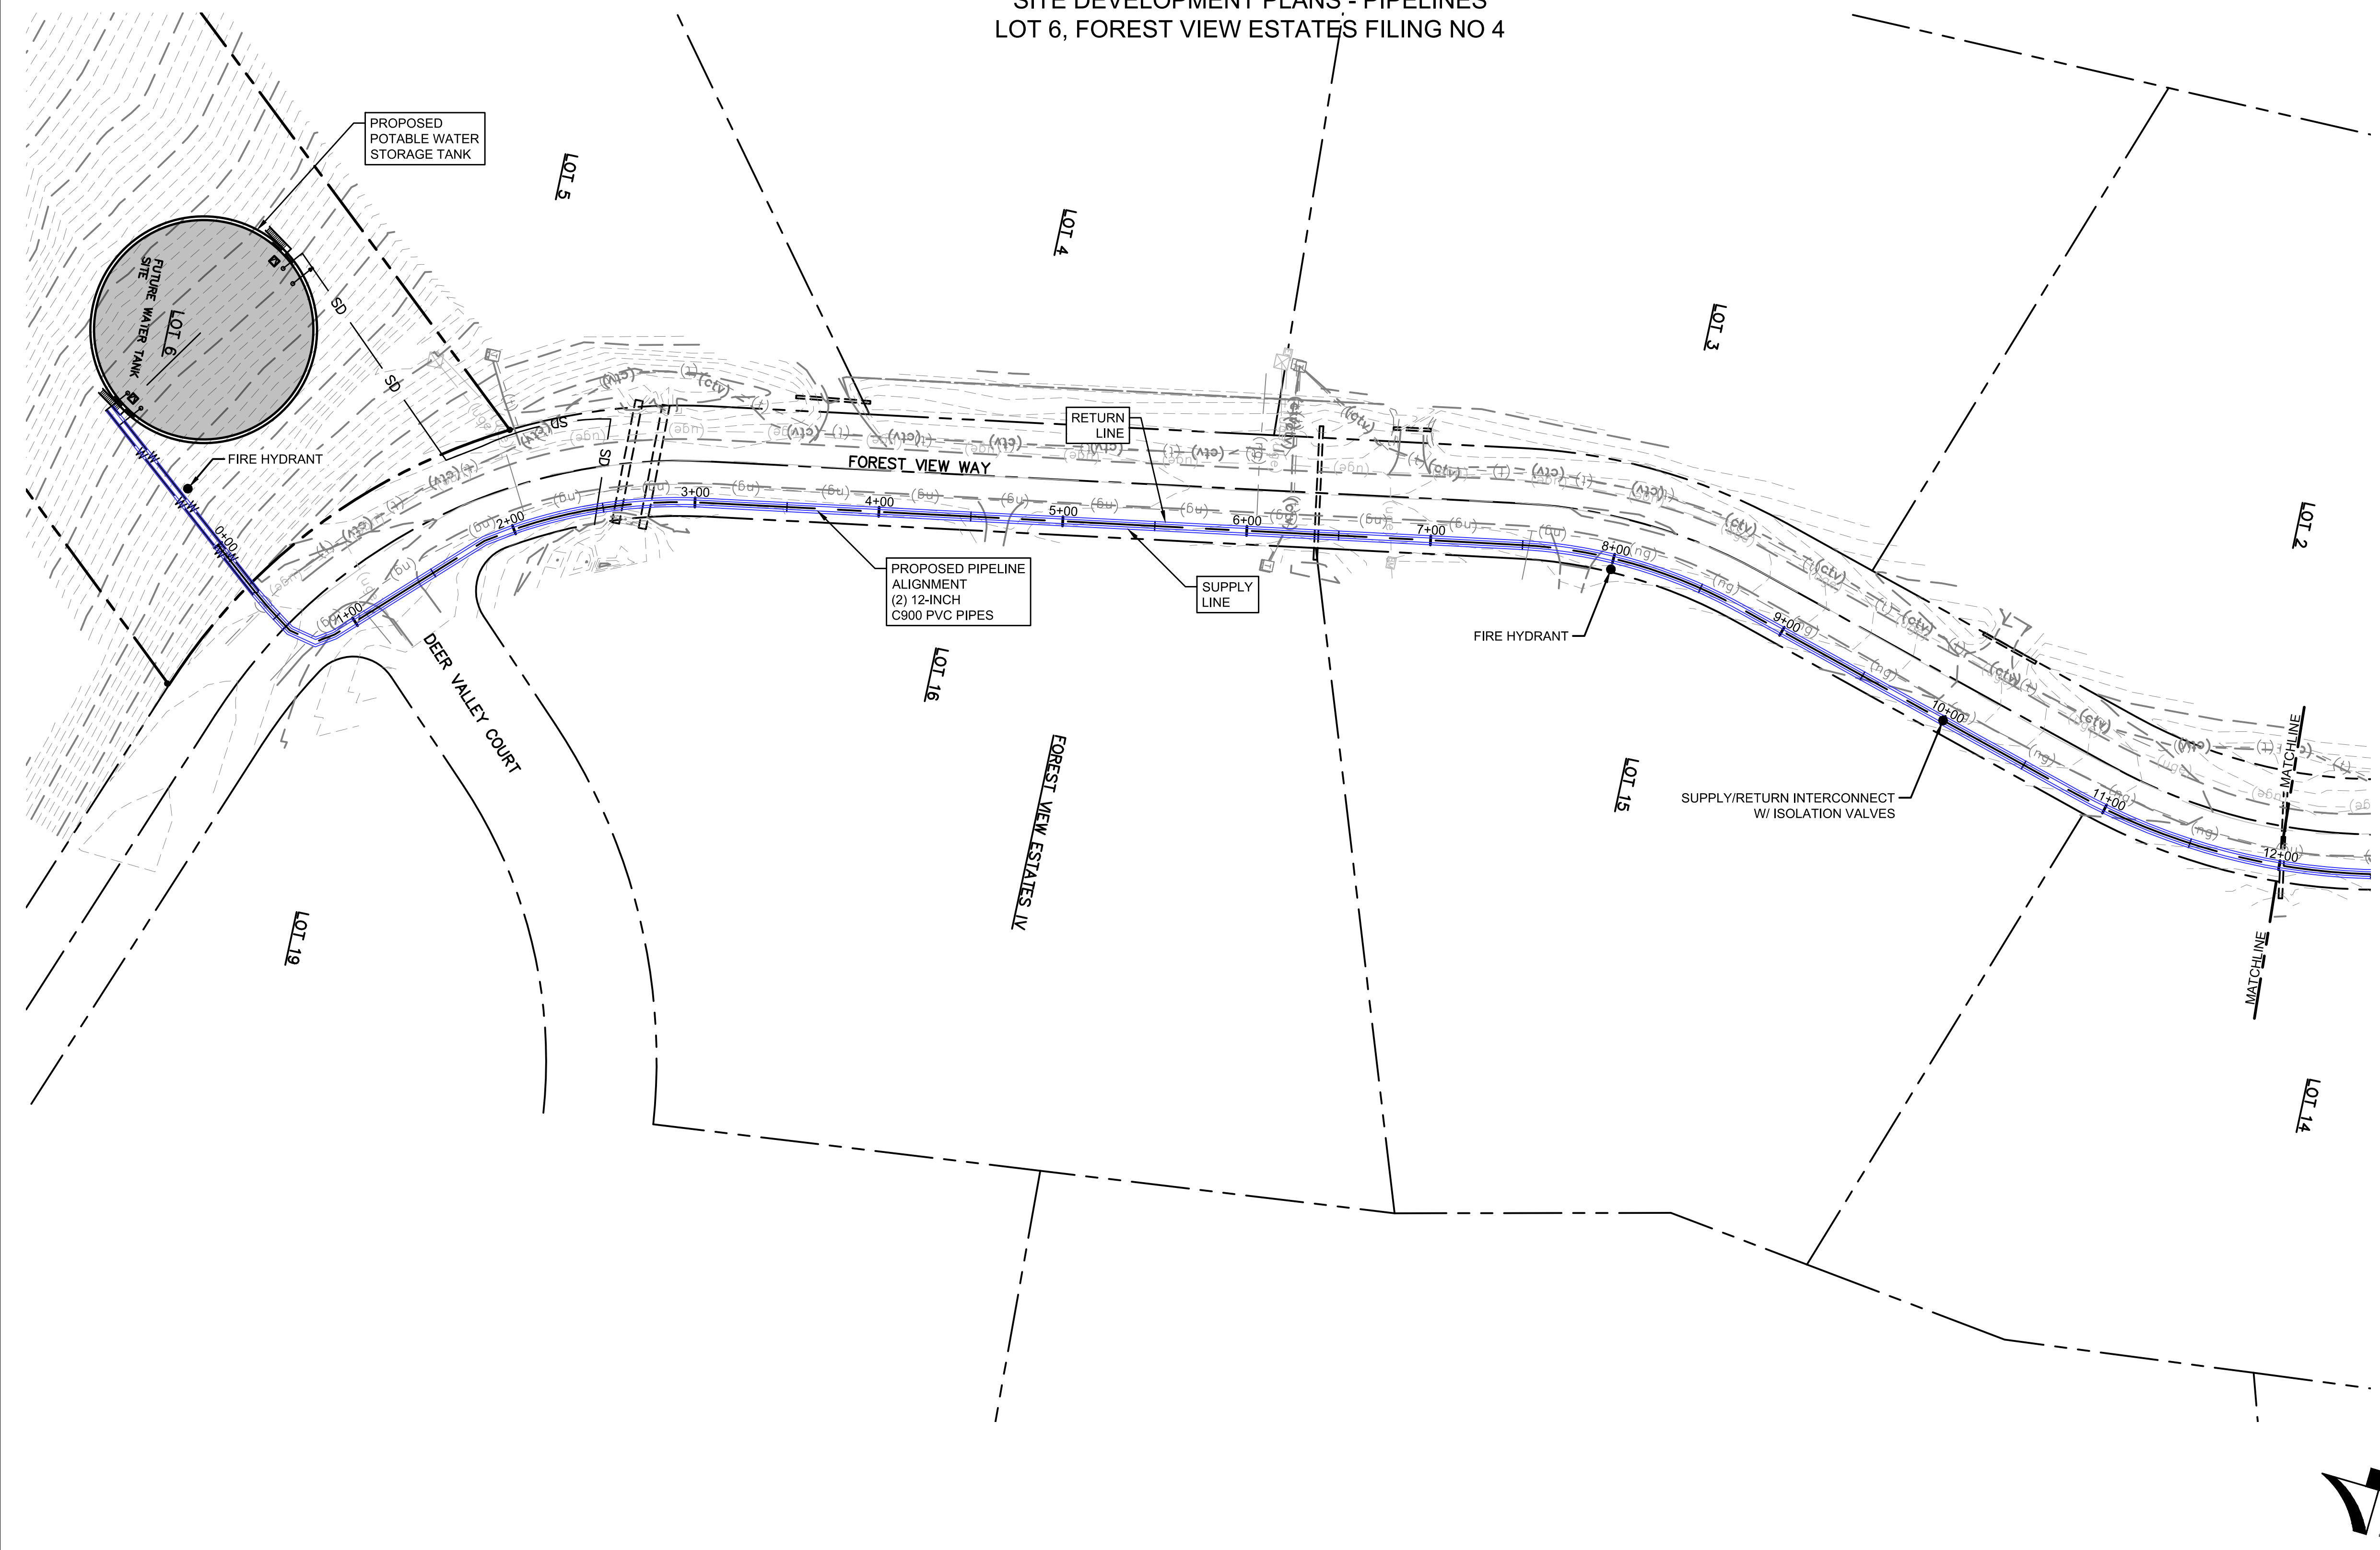 SITE DEVELOPMENT PLANS - PIPELINES
LOT 6, FOREST VIEW ESTATES FILING NO 4
PROPOSED
POTABLE WATER
STORAGE TANK
LOT 5
LOT 4
LOT 3
LOT 2
FUTURE WATER TANK
SITE
LOT 6
SD
SD
SD
SD
FIRE HYDRANT
RETURN
LINE
FOREST VIEW WAY
0+00
1+00
2+00
3+00
4+00
5+00
6+00
7+00
8+00
9+00
10+00
11+00
12+00
PROPOSED PIPELINE
ALIGNMENT
(2) 12-INCH
C900 PVC PIPES
SUPPLY
LINE
FIRE HYDRANT
DEER VALLEY COURT
LOT 16
FOREST VIEW ESTATES IV
LOT 15
SUPPLY/RETURN INTERCONNECT
W/ ISOLATION VALVES
MATCHLINE
MATCHLINE
LOT 19
LOT 14
(ctv)
(t)
(ng)
(uge)